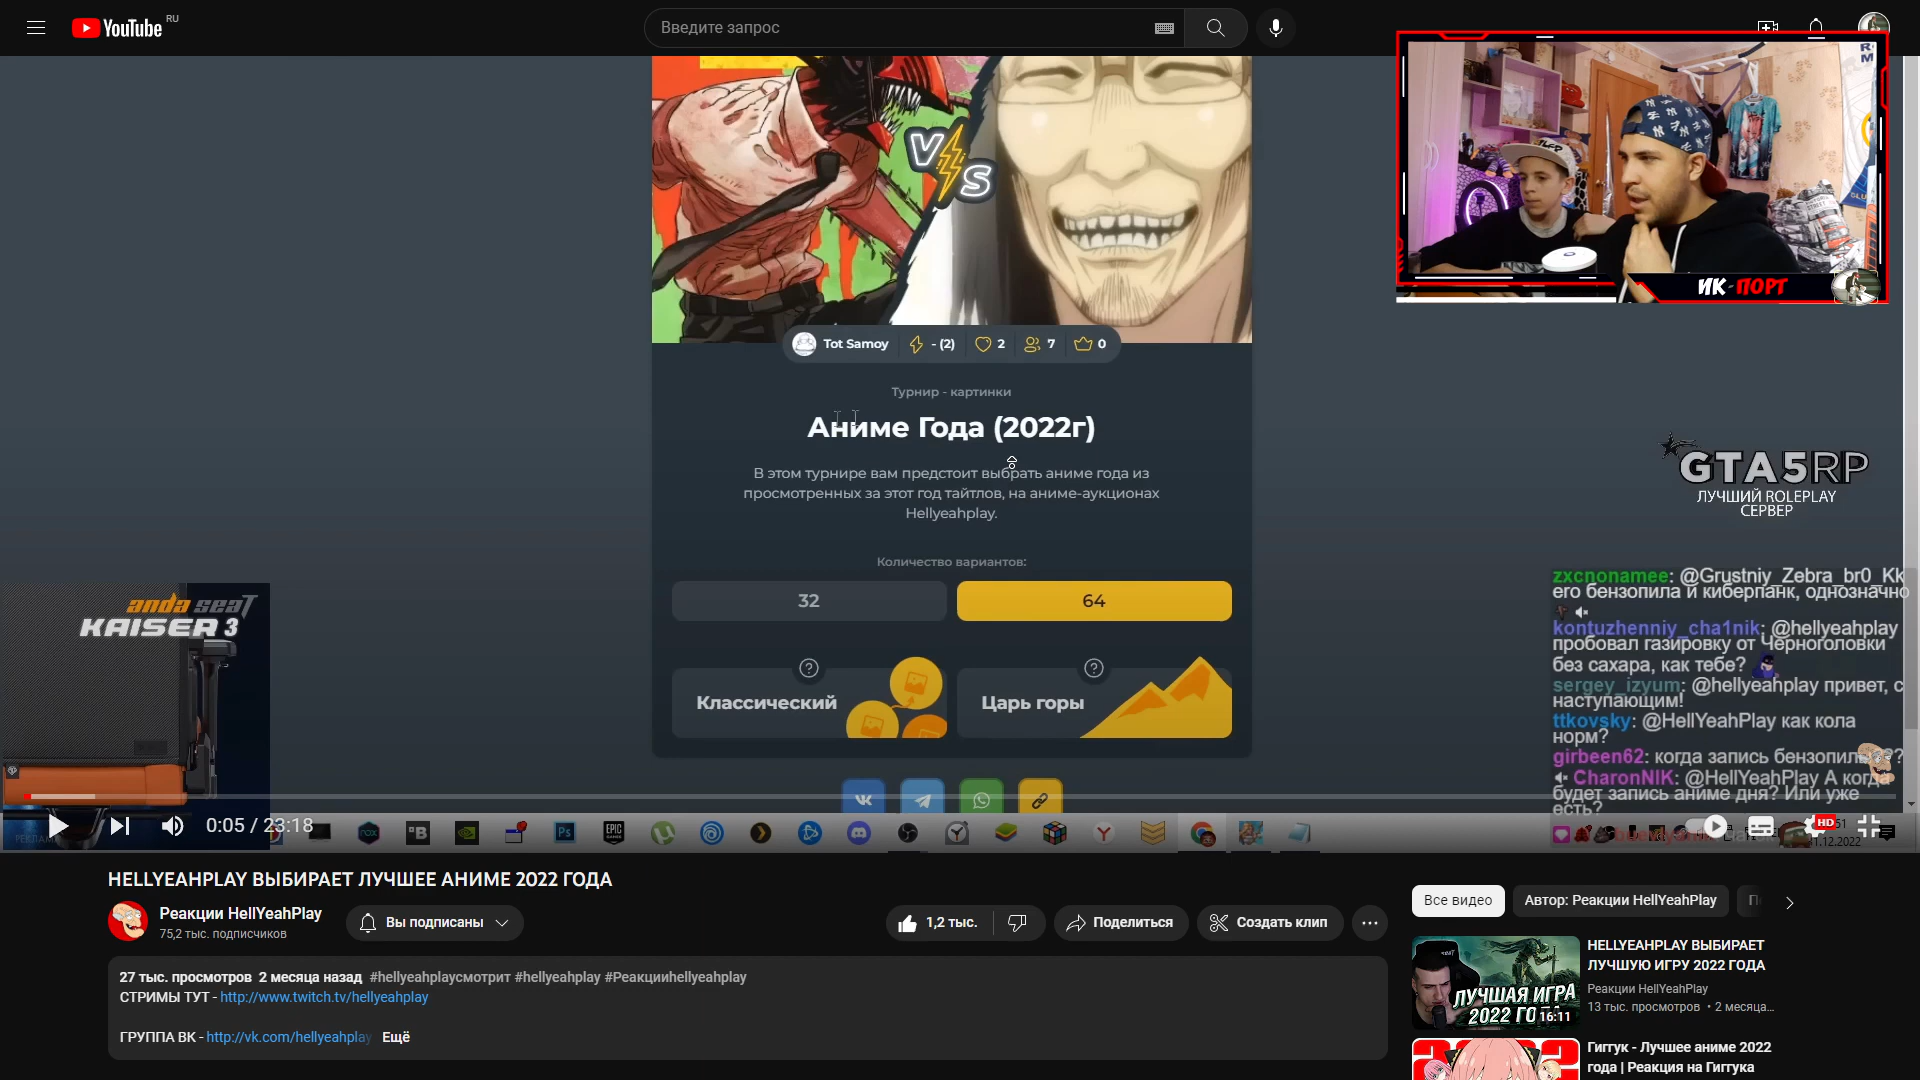 YouTube RU
Введите запрос
VS
ИК-ПОРТ
Tot Samoy - (2) 2 7 0
Турнир - картинки
Аниме Года (2022г)
В этом турнире вам предстоит выбрать аниме года из
просмотренных за этот год тайтлов, на аниме-аукционах
Hellyeahplay.
Количество вариантов:
32
64
Классический
Царь горы
GTA5RP
ЛУЧШИЙ ROLEPLAY
СЕРВЕР
anda seaT
KAISER 3
zxcnonamee: @Grustniy_Zebra_br0_Kk
его бензопила и киберпанк, однозначно
kontuzhenniy_cha1nik: @hellyeahplay
пробовал газировку от Черноголовки
без сахара, как тебе?
sergey_izyum: @hellyeahplay привет, с
наступающим!
ttkovsky: @HellYeahPlay как кола
норм?
girbeen62: когда запись бензопилы??
CharonNIK: @HellYeahPlay А когда
будет запись аниме дня? Или уже
есть?
0:05 / 23:18
HD
HELLYEAHPLAY ВЫБИРАЕТ ЛУЧШЕЕ АНИМЕ 2022 ГОДА
Реакции HellYeahPlay
75,2 тыс. подписчиков
Вы подписаны
1,2 тыс.
Поделиться
Создать клип
27 тыс. просмотров 2 месяца назад #hellyeahplayсмотрит #hellyeahplay #Реакцииhellyeahplay
СТРИМЫ ТУТ - http://www.twitch.tv/hellyeahplay
ГРУППА ВК - http://vk.com/hellyeahplay Ещё
Все видео
Автор: Реакции HellYeahPlay
HELLYEAHPLAY ВЫБИРАЕТ
ЛУЧШУЮ ИГРУ 2022 ГОДА
Реакции HellYeahPlay
13 тыс. просмотров • 2 месяца...
ЛУЧШАЯ ИГРА
2022
16:11
Гиггук - Лучшее аниме 2022
года | Реакция на Гиггука